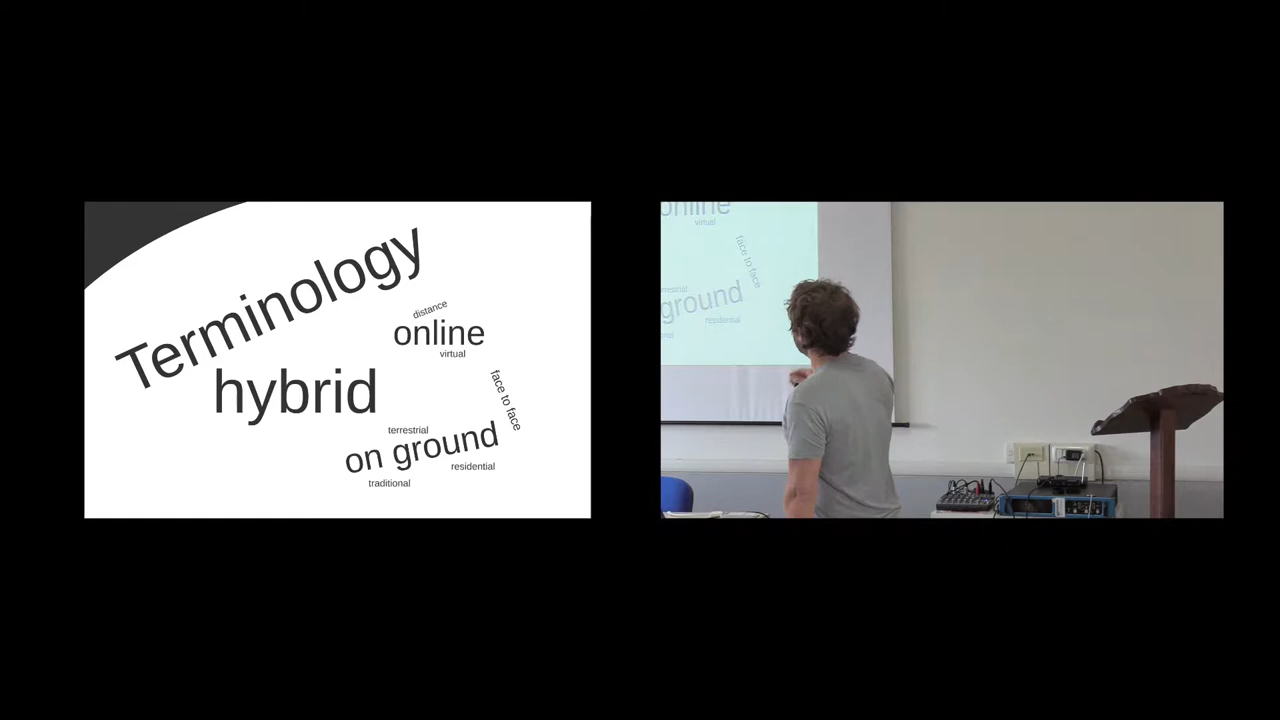 Terminology
distance
online
virtual
hybrid
face to face
terrestrial
on ground
residential
traditional
online
virtual
face to face
ground
residential